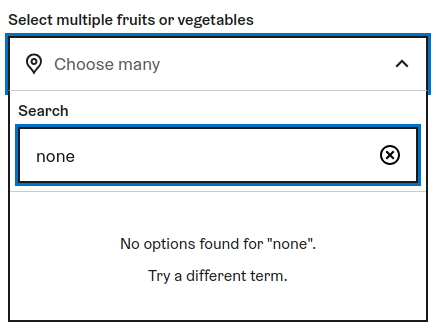 Select multiple fruits or vegetables
Choose many
Search
none
No options found for "none".
Try a different term.